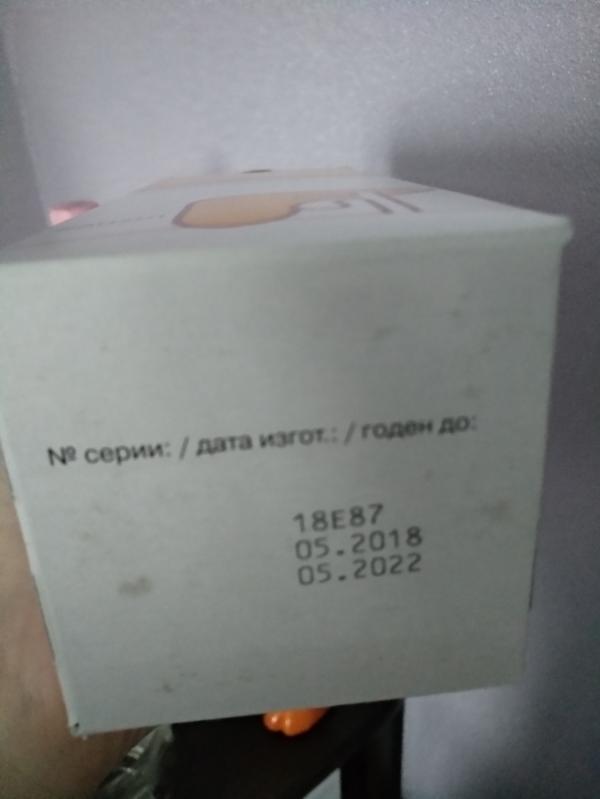 № серии: / дата изгот.: / годен до:
18E87
05.2018
05.2022